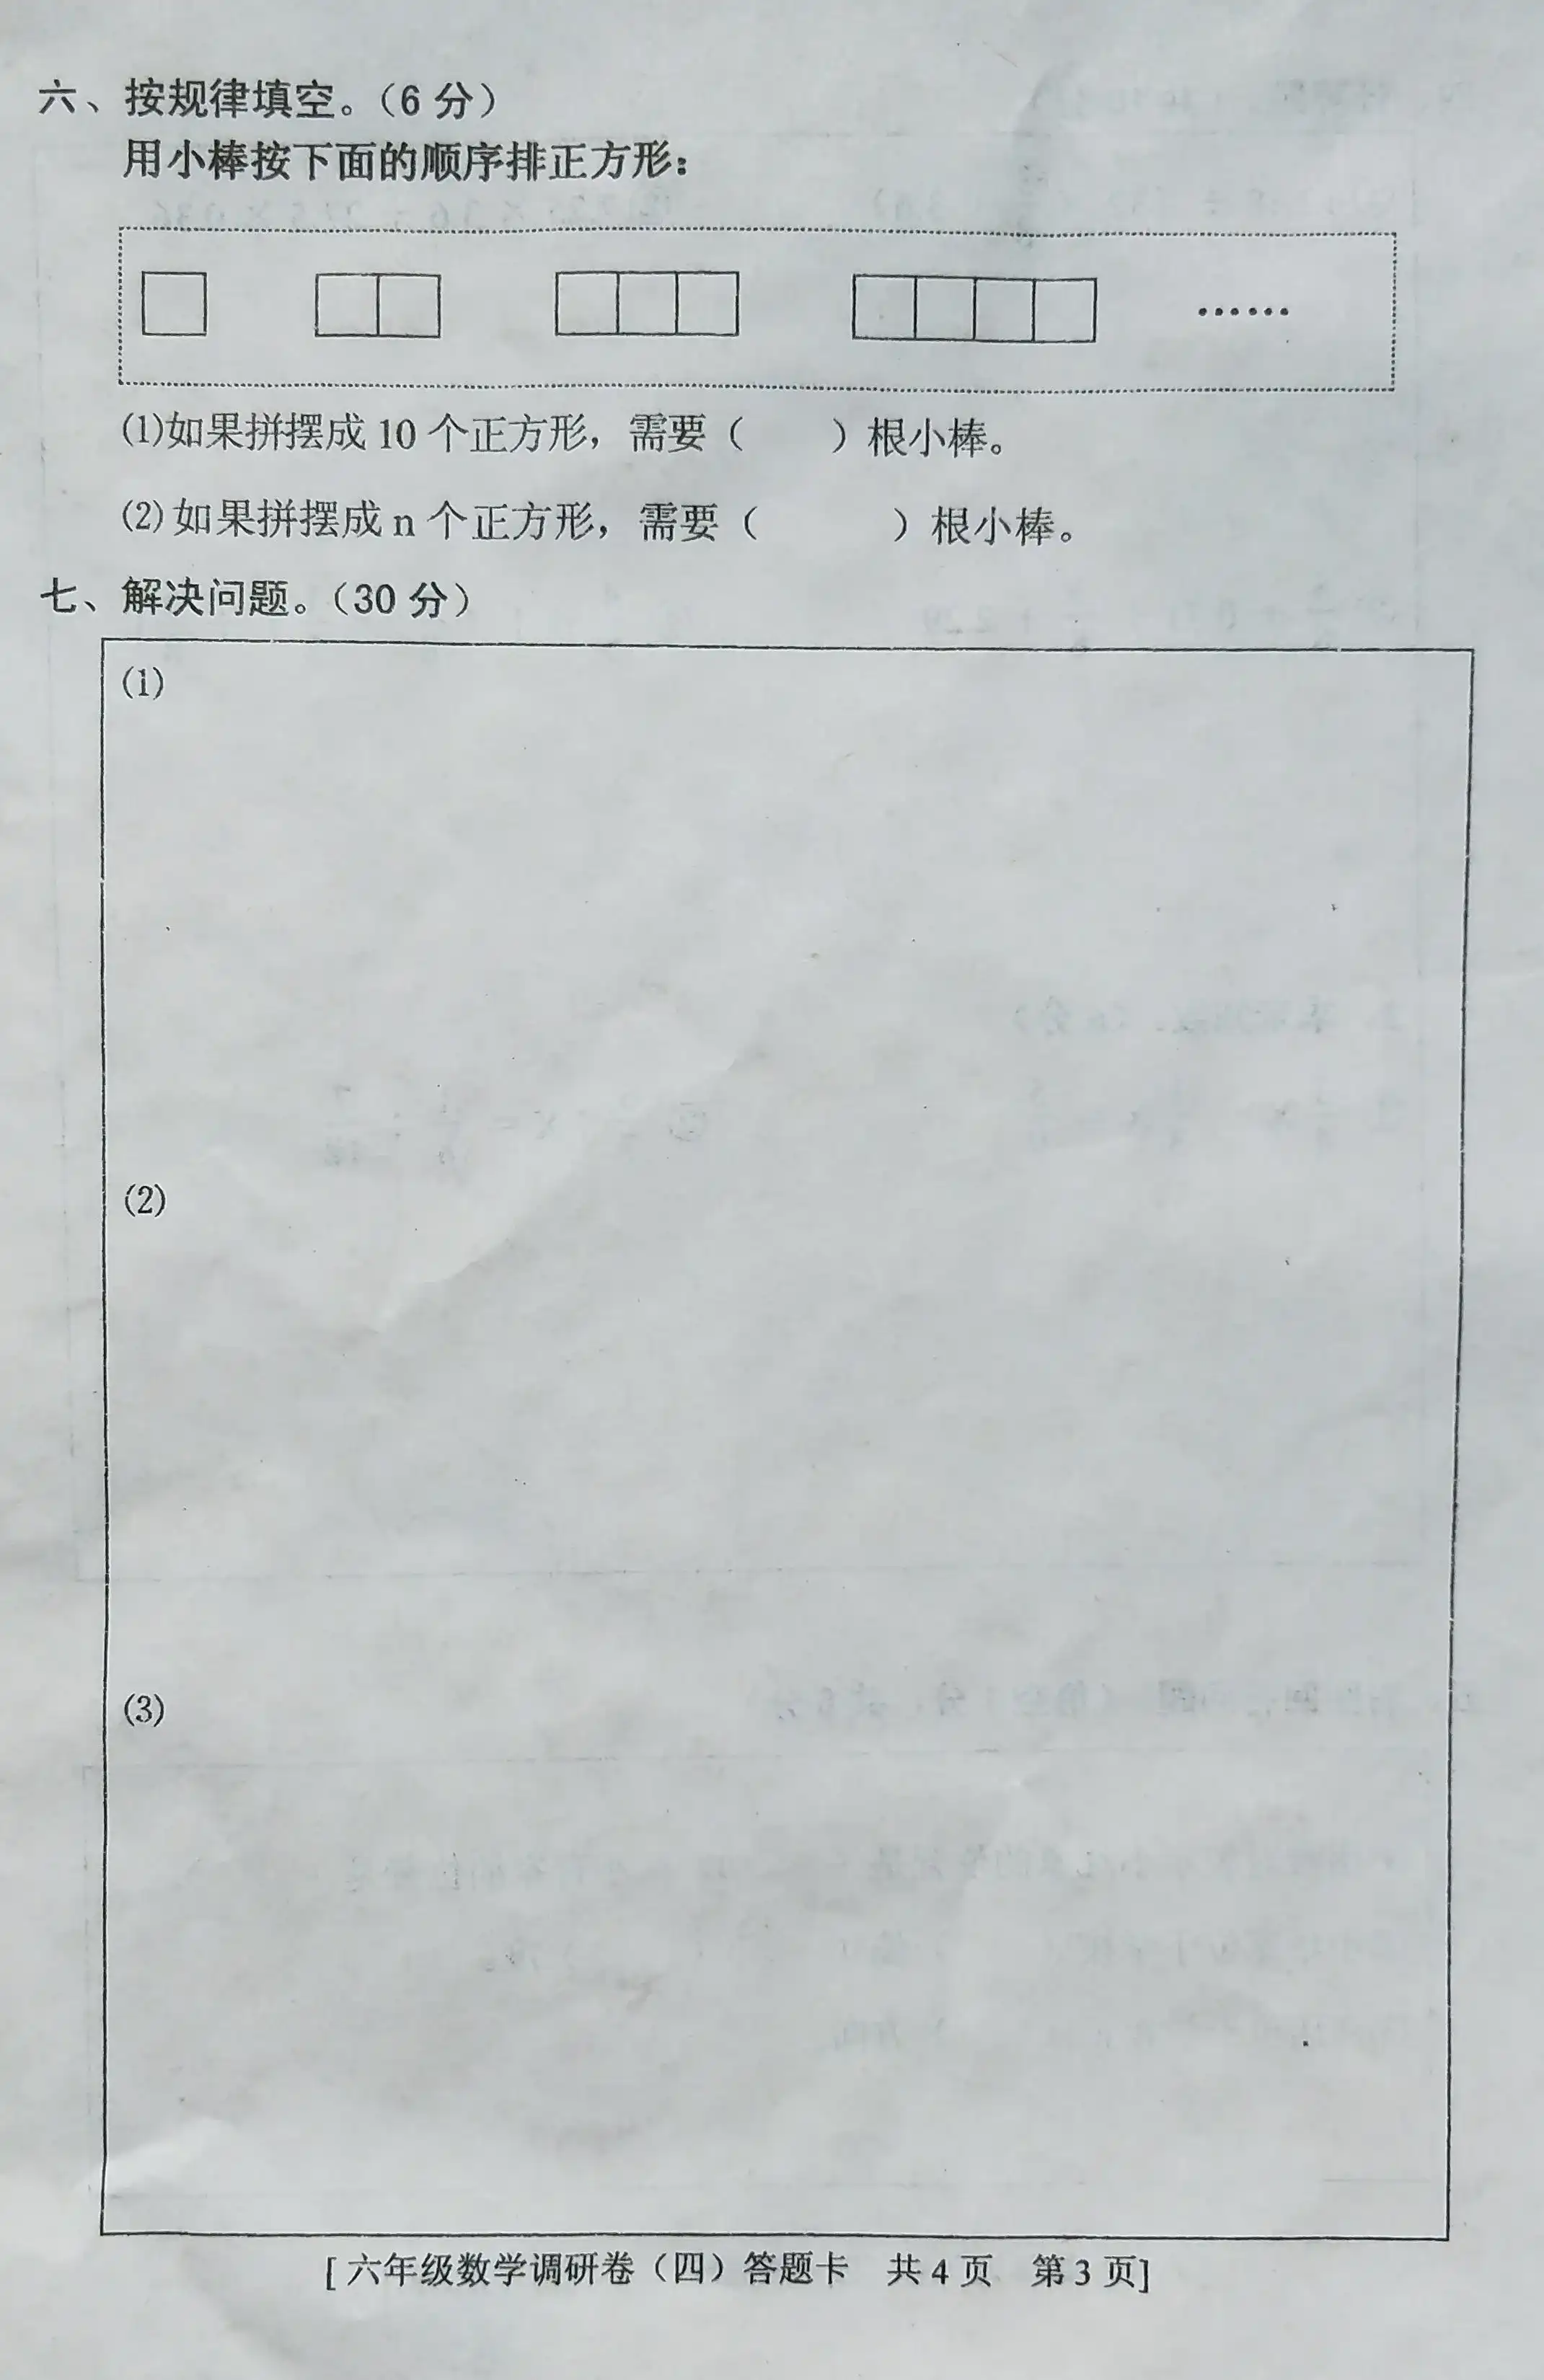 六、按规律填空。（6 分）
用小棒按下面的顺序排正方形：
……
(1)如果拼摆成 10 个正方形，需要（　　）根小棒。
(2)如果拼摆成 n 个正方形，需要（　　　）根小棒。
七、解决问题。（30 分）
(1)
(2)
(3)
[ 六年级数学调研卷（四）答题卡　共 4 页　第 3 页]